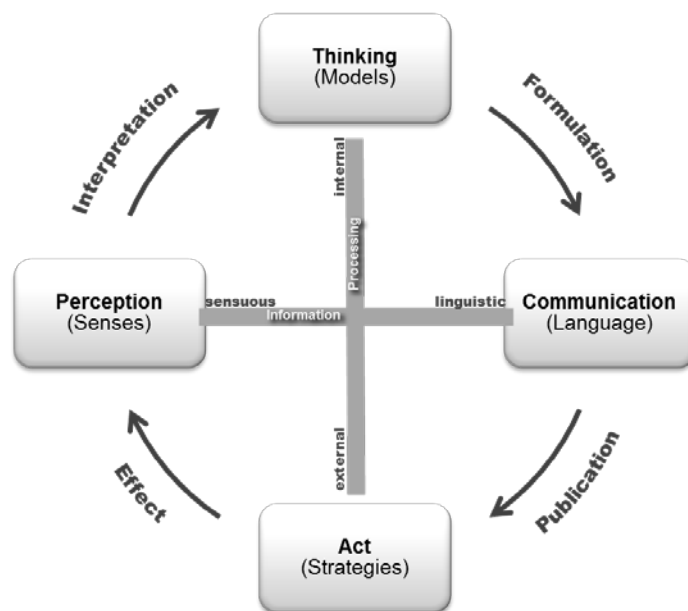 Thinking
(Models)
Interpretation
Formulation
internal
Processing
Perception
(Senses)
sensuous
Information
linguistic
Communication
(Language)
external
Effect
Publication
Act
(Strategies)